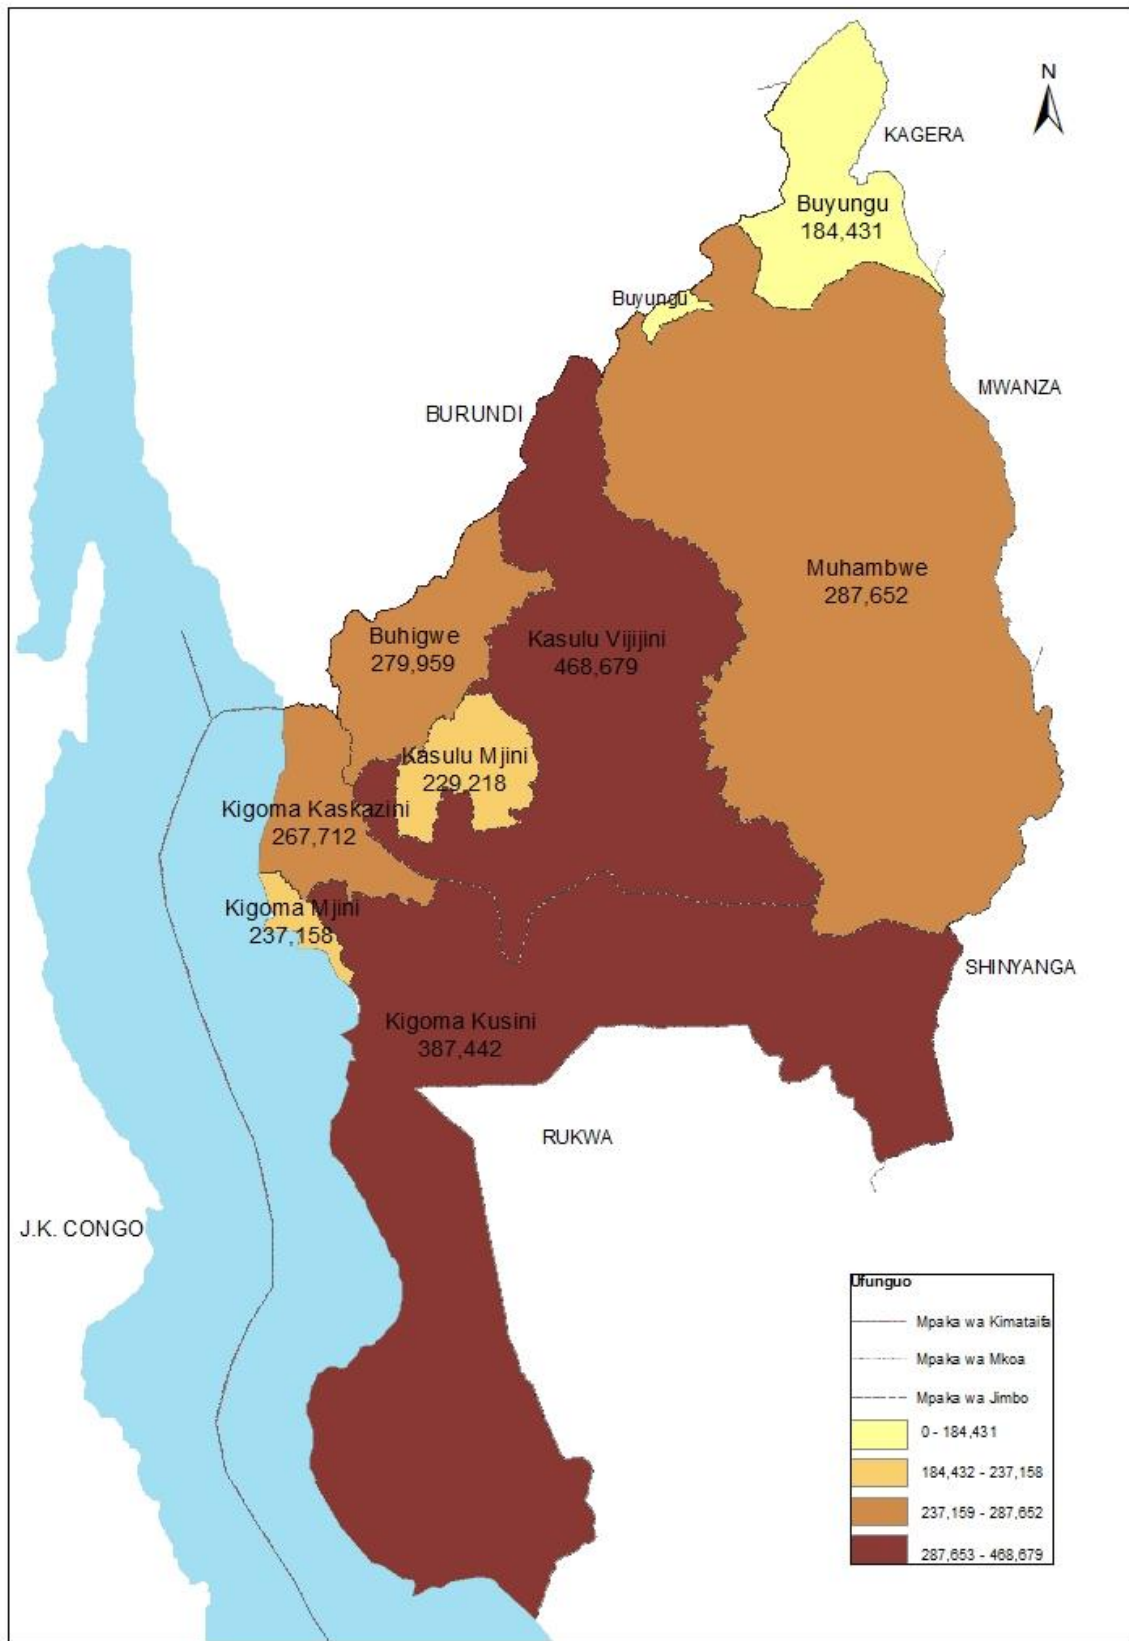 N
KAGERA
Buyungu
184,431
Buyungu
MWANZA
BURUNDI
Muhambwe
287,652
Buhigwe
279,959
Kasulu Vijijini
468,679
Kasulu Mjini
229,218
Kigoma Kaskazini
267,712
Kigoma Mjini
237,158
SHINYANGA
Kigoma Kusini
387,442
RUKWA
J.K. CONGO
Ufunguo
Mpaka wa Kimataifa
Mpaka wa Mkoa
Mpaka wa Jimbo
0 - 184,431
184,432 - 237,158
237,159 - 287,652
287,653 - 468,679